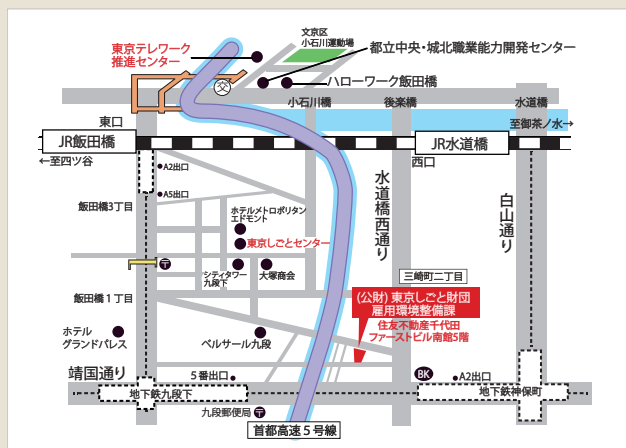 文京区
小石川運動場
東京テレワーク
推進センター
都立中央・城北職業能力開発センター
交
ハローワーク飯田橋
小石川橋
後楽橋
水道橋
東口
至御茶ノ水→
JR飯田橋
JR水道橋
←至四ツ谷
西口
A2出口
A5出口
飯田橋3丁目
水道橋西通り
白山通り
ホテルメトロポリタン
エドモント
東京しごとセンター
〒
シティタワー
九段下
大塚商会
三崎町二丁目
飯田橋1丁目
(公財)東京しごと財団
雇用環境整備課
住友不動産千代田
ファーストビル南館5階
ホテル
グランドパレス
ベルサール九段
靖国通り
5番出口
BK
A2出口
地下鉄九段下
地下鉄神保町
九段郵便局
〒
首都高速5号線